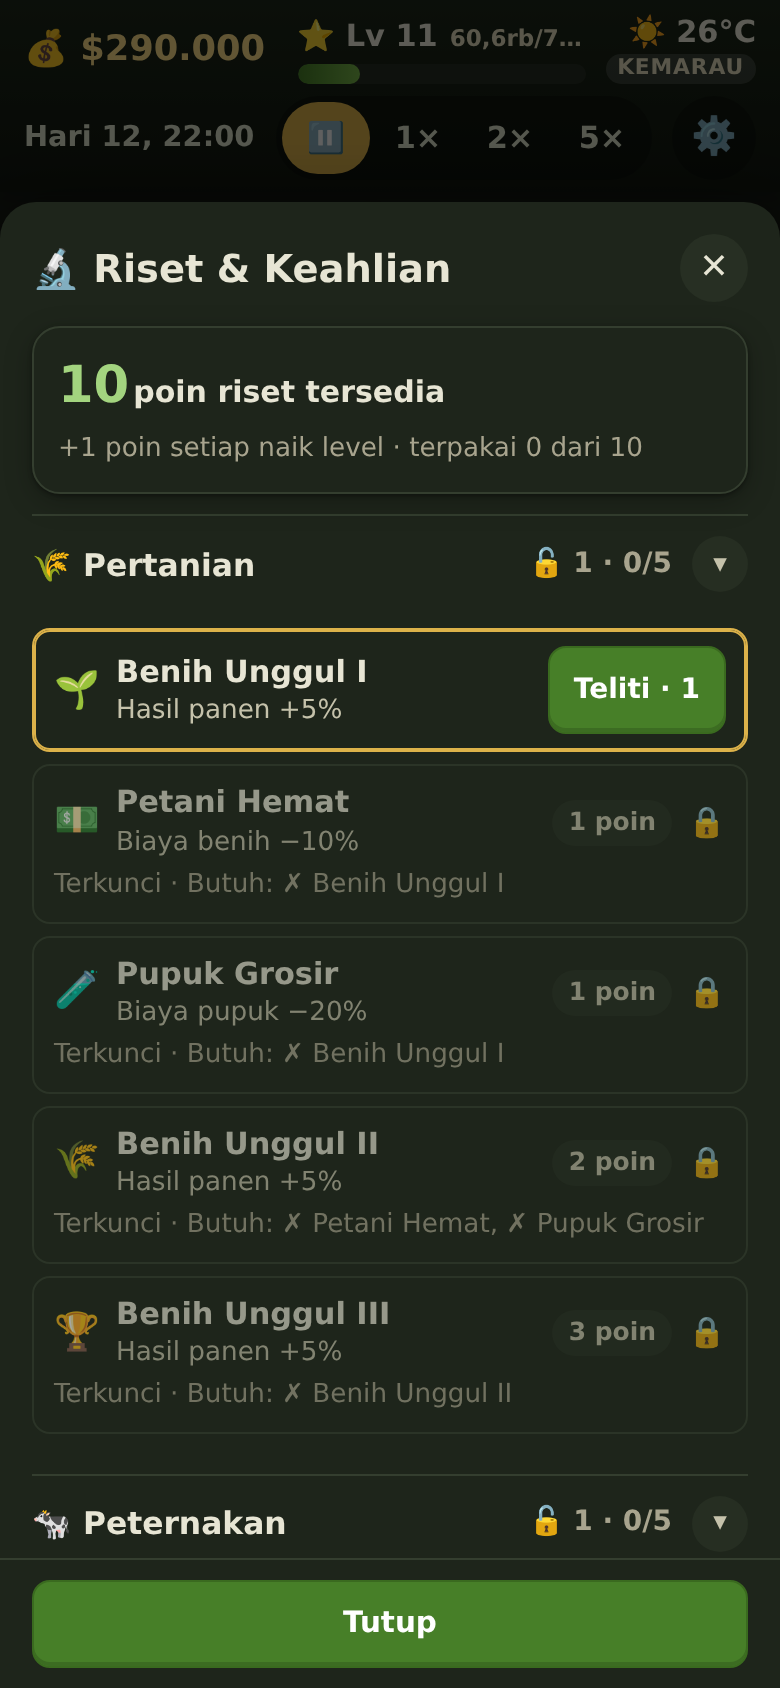 $290.000
Lv 11 60,6rb/7…
26°C
KEMARAU
Hari 12, 22:00
1×
2×
5×
Riset & Keahlian
10 poin riset tersedia
+1 poin setiap naik level · terpakai 0 dari 10
Pertanian
1 · 0/5
Benih Unggul I
Hasil panen +5%
Teliti · 1
Petani Hemat
Biaya benih −10%
1 poin
Terkunci · Butuh: ✗ Benih Unggul I
Pupuk Grosir
Biaya pupuk −20%
1 poin
Terkunci · Butuh: ✗ Benih Unggul I
Benih Unggul II
Hasil panen +5%
2 poin
Terkunci · Butuh: ✗ Petani Hemat, ✗ Pupuk Grosir
Benih Unggul III
Hasil panen +5%
3 poin
Terkunci · Butuh: ✗ Benih Unggul II
Peternakan
1 · 0/5
Tutup